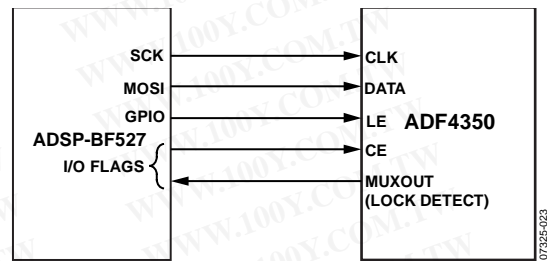 SCK
MOSI
GPIO
ADSP-BF527
I/O FLAGS
CLK
DATA
LE
ADF4350
CE
MUXOUT
(LOCK DETECT)
07325-023
WWW.100Y.COM.TW